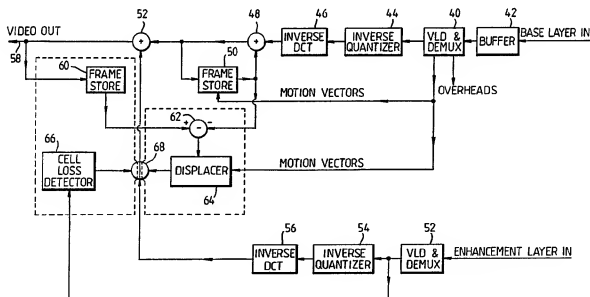 VIDEO OUT
52
48
46
44
40
42
58
+
+
INVERSE
DCT
INVERSE
QUANTIZER
VLD &
DEMUX
BUFFER
BASE LAYER IN
60
FRAME
STORE
50
FRAME
STORE
MOTION VECTORS
OVERHEADS
62
+
-
-
66
CELL
LOSS
DETECTOR
68
DISPLACER
64
MOTION VECTORS
56
INVERSE
DCT
54
INVERSE
QUANTIZER
52
VLD &
DEMUX
ENHANCEMENT LAYER IN